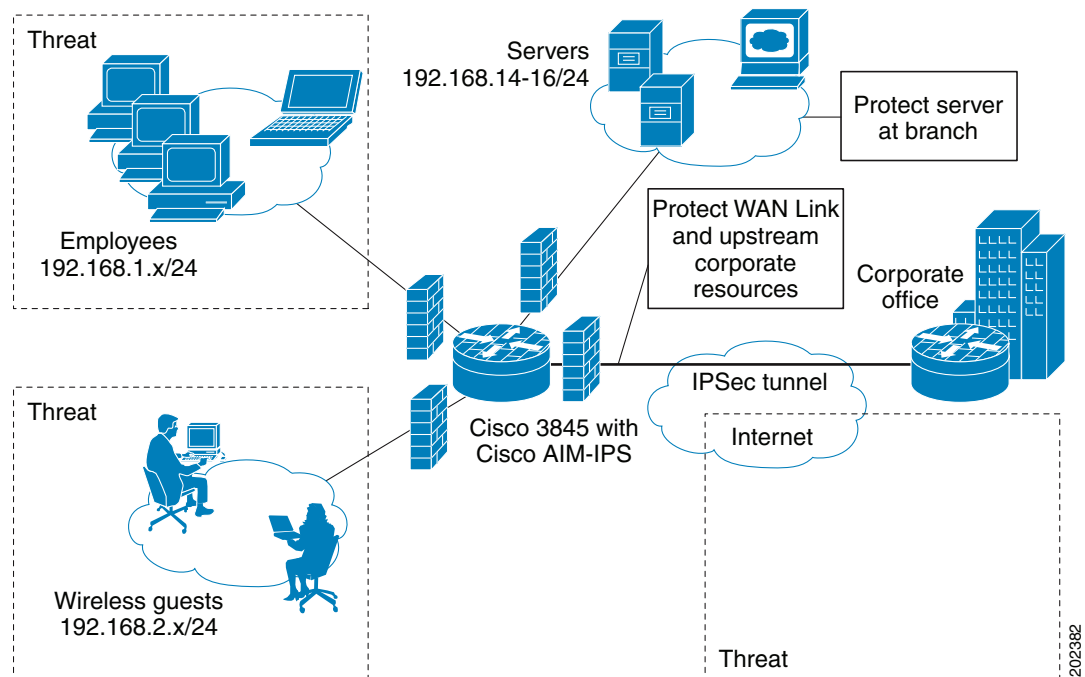 Threat
Employees
192.168.1.x/24
Servers
192.168.14-16/24
Protect server
at branch
Protect WAN Link
and upstream
corporate
resources
Corporate
office
IPSec tunnel
Internet
Cisco 3845 with
Cisco AIM-IPS
Threat
Wireless guests
192.168.2.x/24
Threat
202382